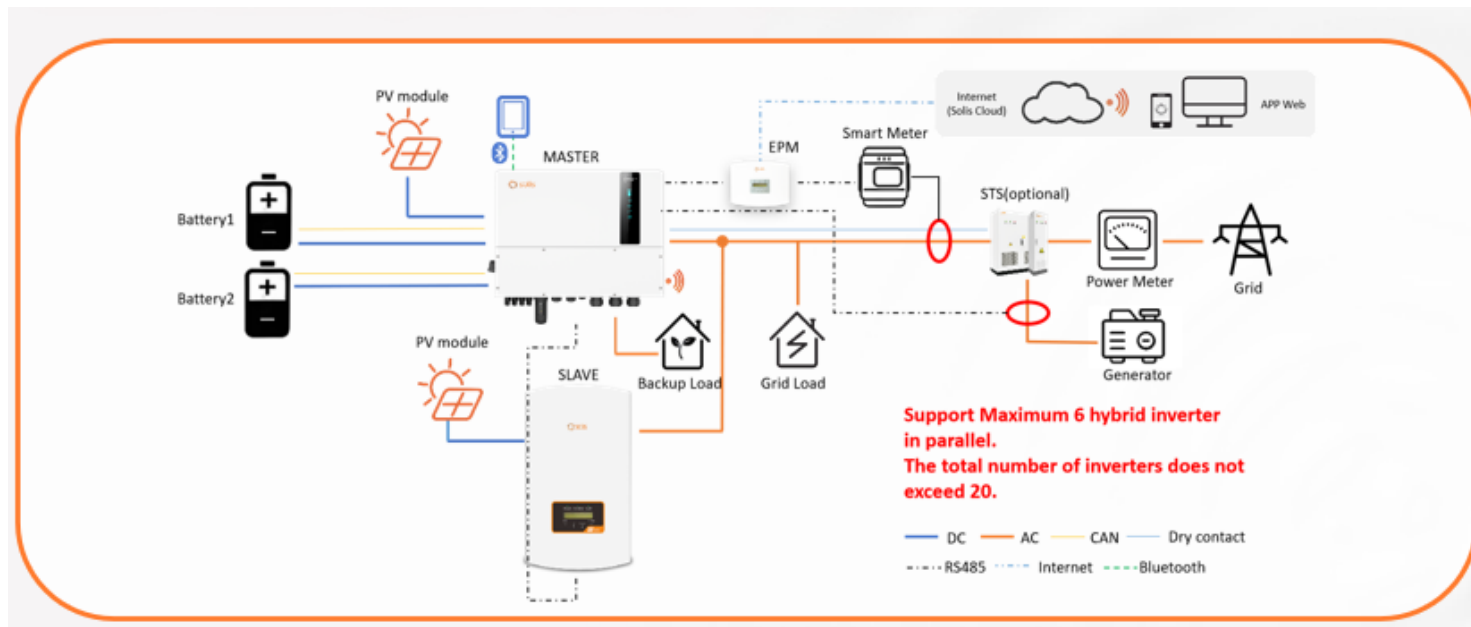 Internet
(Solis Cloud)
APP Web
PV module
Smart Meter
EPM
MASTER
solis
STS(optional)
Battery1
Battery2
Power Meter
Grid
PV module
SLAVE
Backup Load
Grid Load
Generator
Support Maximum 6 hybrid inverter
in parallel.
The total number of inverters does not
exceed 20.
DC
AC
CAN
Dry contact
RS485
Internet
Bluetooth